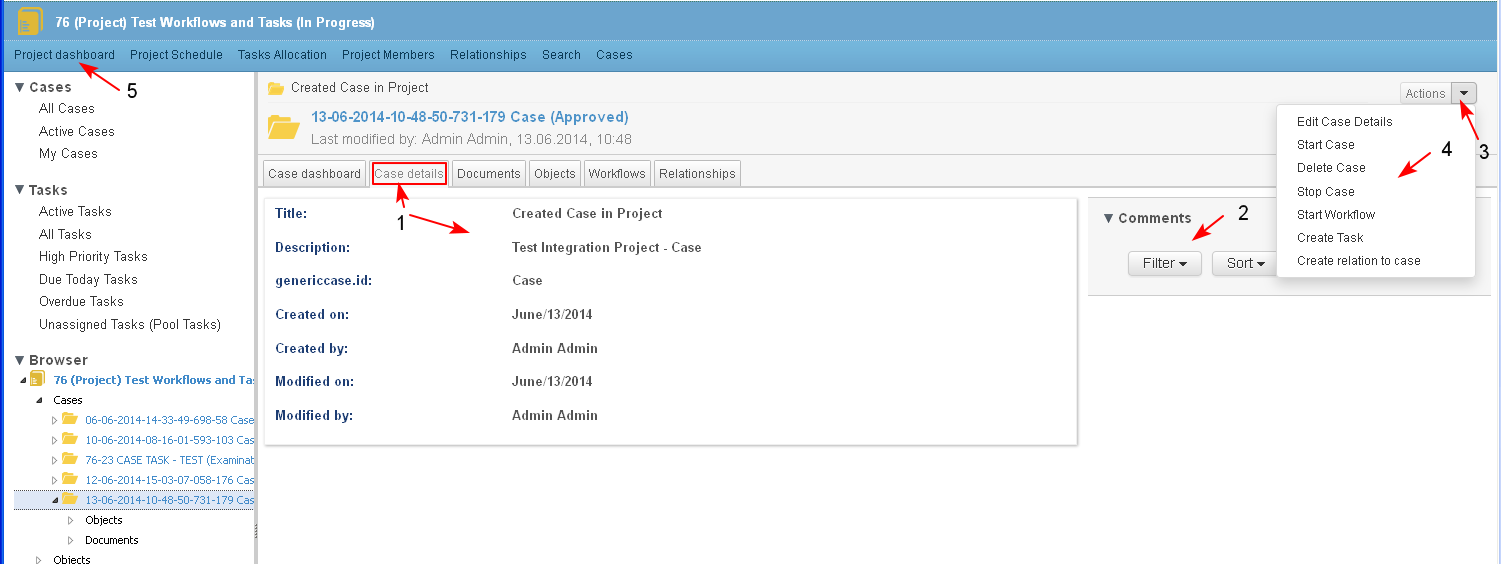 76 (Project) Test Workflows and Tasks (In Progress)
Project dashboard Project Schedule Tasks Allocation Project Members Relationships Search Cases
5
Cases
All Cases
Active Cases
My Cases
Tasks
Active Tasks
All Tasks
High Priority Tasks
Due Today Tasks
Overdue Tasks
Unassigned Tasks (Pool Tasks)
Browser
76 (Project) Test Workflows and Ta
Cases
06-06-2014-14-33-49-698-58 Case
10-06-2014-08-16-01-593-103 Cas
76-23 CASE TASK - TEST (Examinat
12-06-2014-15-03-07-058-176 Cas
13-06-2014-10-48-50-731-179 Cas
Objects
Documents
Objects
Created Case in Project
13-06-2014-10-48-50-731-179 Case (Approved)
Last modified by: Admin Admin, 13.06.2014, 10:48
Case dashboard Case details Documents Objects Workflows Relationships
1
Title: Created Case in Project
Description: Test Integration Project - Case
genericcase.id: Case
Created on: June/13/2014
Created by: Admin Admin
Modified on: June/13/2014
Modified by: Admin Admin
Comments
2
Filter Sort
Actions
3
Edit Case Details
Start Case
4
Delete Case
Stop Case
Start Workflow
Create Task
Create relation to case